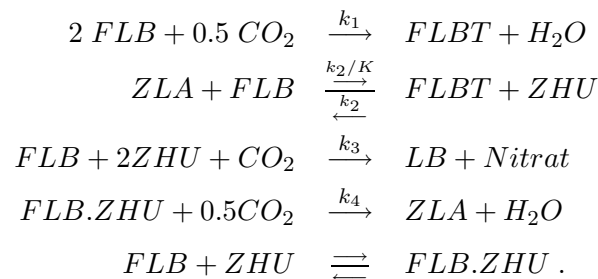 2 FLB + 0.5 CO₂ —k₁→ FLBT + H₂O
ZLA + FLB ⇌ (k₂/K, k₂) FLBT + ZHU
FLB + 2ZHU + CO₂ —k₃→ LB + Nitrat
FLB.ZHU + 0.5CO₂ —k₄→ ZLA + H₂O
FLB + ZHU ⇌ FLB.ZHU .